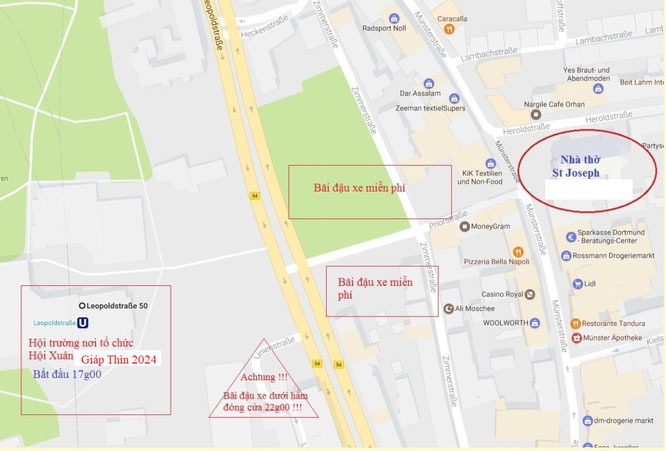 Leopoldstraße
Heckenstraße
Zimmerstraße
Radsport Noll
Caracalla
Münsterstraße
Lambachstraße
Lambachstraße
Yes Braut- und
Abendmoden
Beit Lahm Int
Dar Assalam
Zeeman textielSupers
Nargile Cafe Orhan
Heroldstraße
Heroldstraße
Zimmerstraße
Münsterstraße
Nhà thờ
St Joseph
KiK Textilien
und Non-Food
Bãi đậu xe miễn phí
54
Priorstraße
MoneyGram
Sparkasse Dortmund
- Beratungs-Center
Pizzeria Bella Napoli
Rossmann Drogeriemarkt
Zimmerstraße
Bãi đậu xe miễn
phí
Casino Royal
Lidl
Ali Moschee
WOOLWORTH
Restorante Tandura
Münster Apotheke
Leopoldstraße 50
Leopoldstraße
U
Hội trường nơi tổ chức
Hội Xuân Giáp Thìn 2024
Bắt đầu 17g00
54
54
Achtung !!!
Bãi đậu xe dưới hầm
đóng cửa 22g00 !!!
dm-drogerie markt